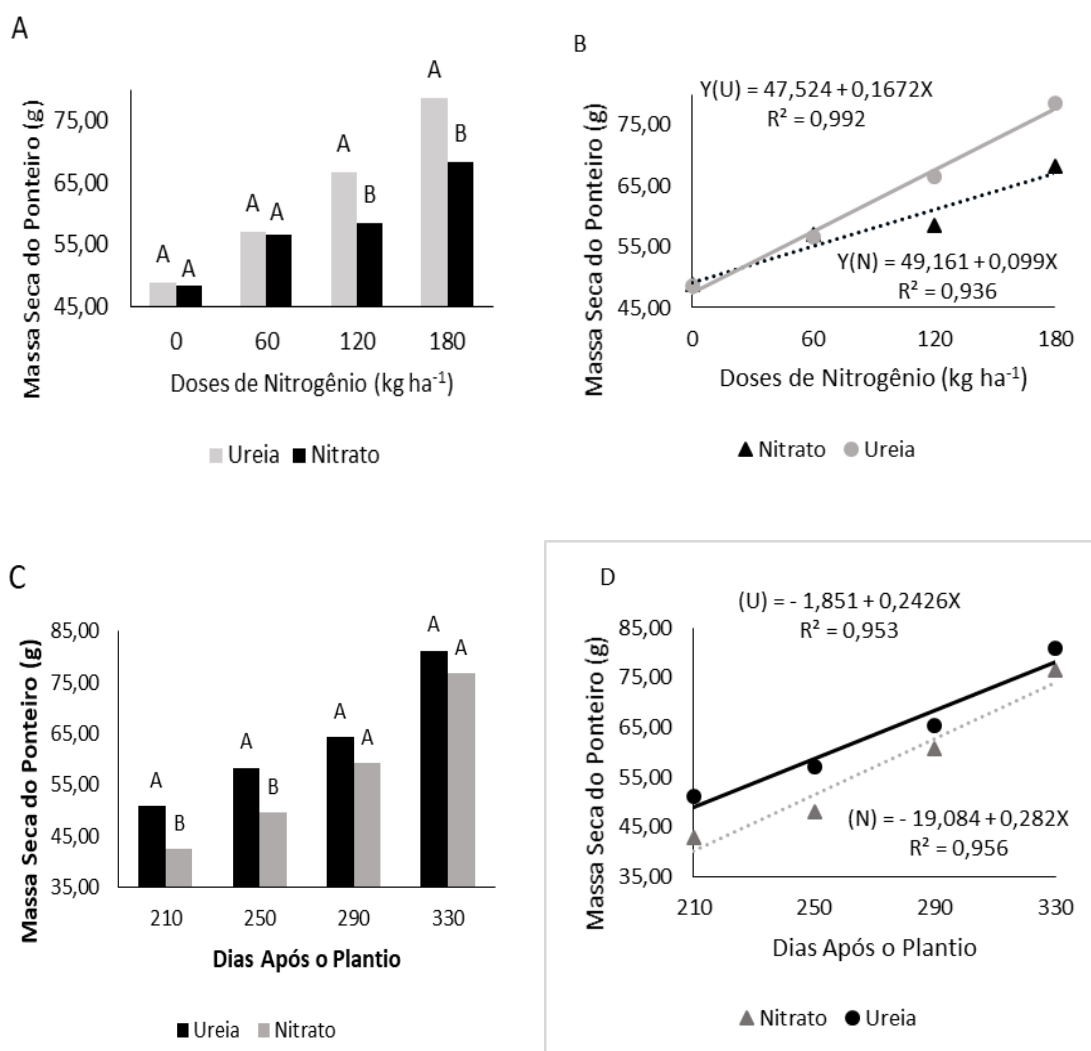 A
Massa Seca do Ponteiro (g)
75,00
65,00
55,00
45,00
A A
A A
A B
A B
0 60 120 180
Doses de Nitrogênio (kg ha-1)
Ureia Nitrato
B
Massa Seca do Ponteiro (g)
75,00
65,00
55,00
45,00
Y(U) = 47,524 + 0,1672X
R² = 0,992
Y(N) = 49,161 + 0,099X
R² = 0,936
0 60 120 180
Doses de Nitrogênio (kg ha-1)
Nitrato Ureia
C
Massa Seca do Ponteiro (g)
85,00
75,00
65,00
55,00
45,00
35,00
A B
A B
A A
A A
210 250 290 330
Dias Após o Plantio
Ureia Nitrato
D
Massa Seca do Ponteiro (g)
85,00
75,00
65,00
55,00
45,00
35,00
(U) = - 1,851 + 0,2426X
R² = 0,953
(N) = - 19,084 + 0,282X
R² = 0,956
210 250 290 330
Dias Após o Plantio
Nitrato Ureia